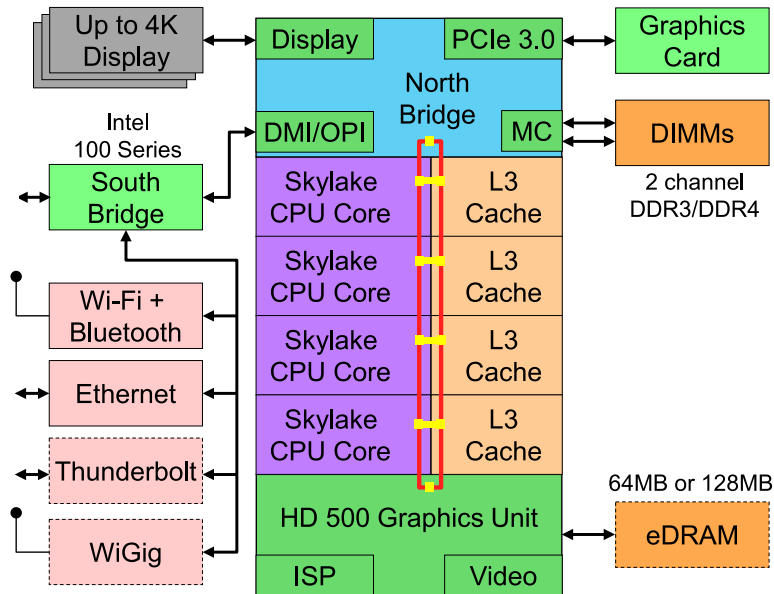 Up to 4K
Display
Display
PCIe 3.0
Graphics
Card
North
Bridge
Intel
100 Series
DMI/OPI
MC
DIMMs
South
Bridge
2 channel
DDR3/DDR4
Skylake
CPU Core
L3
Cache
Skylake
CPU Core
L3
Cache
Wi-Fi +
Bluetooth
Skylake
CPU Core
L3
Cache
Ethernet
Skylake
CPU Core
L3
Cache
Thunderbolt
64MB or 128MB
HD 500 Graphics Unit
eDRAM
WiGig
ISP
Video